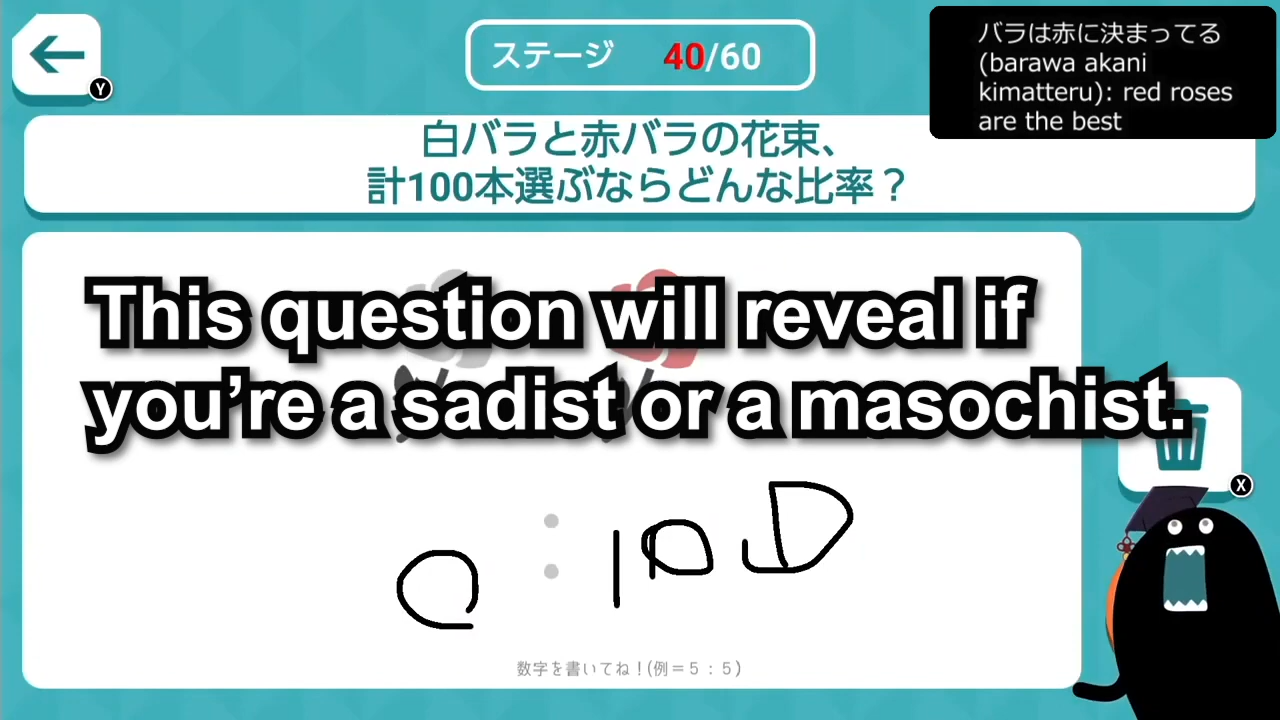 ステージ 40/60
Y
バラは赤に決まってる
(barawa akani
kimatteru): red roses
are the best
白バラと赤バラの花束、
計100本選ぶならどんな比率？
This question will reveal if
you're a sadist or a masochist.
X
0 : 100
数字を書いてね！(例＝5：5)